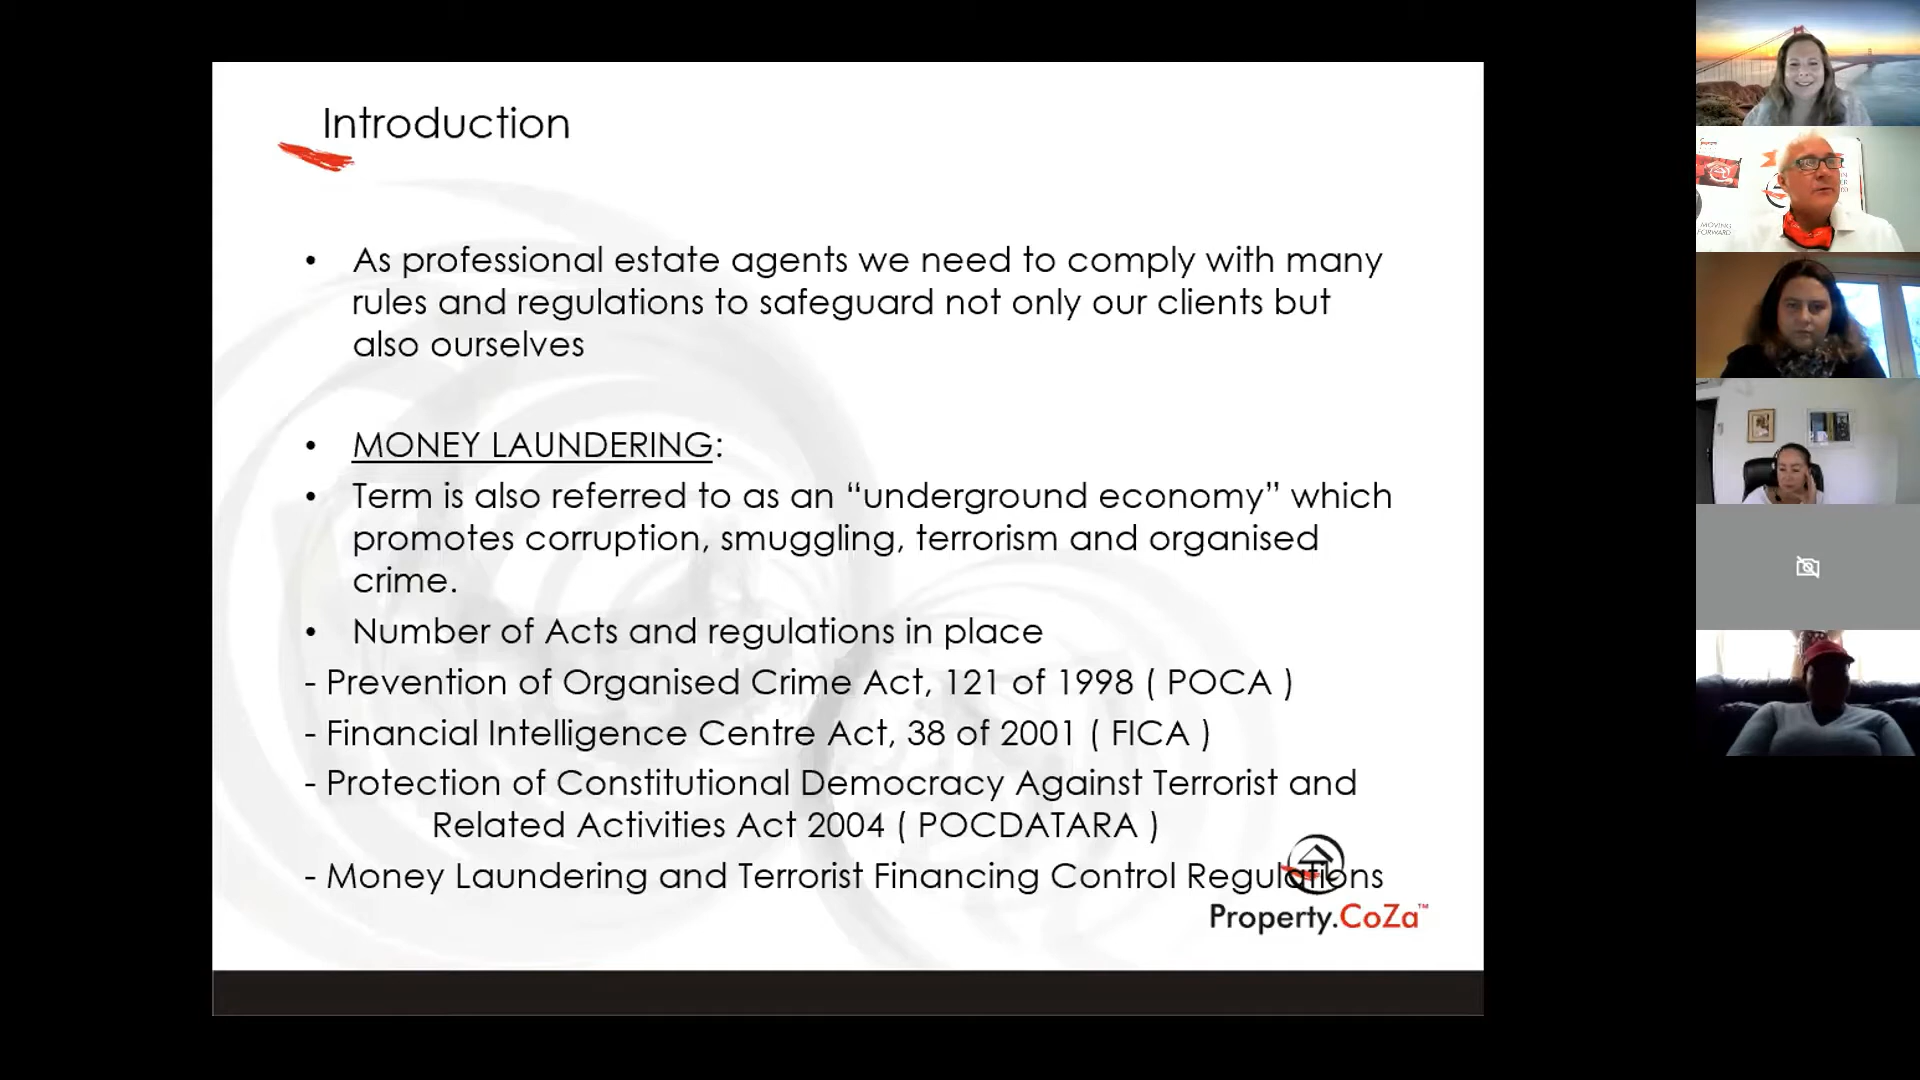 Introduction
• As professional estate agents we need to comply with many
rules and regulations to safeguard not only our clients but
also ourselves
• MONEY LAUNDERING:
• Term is also referred to as an “underground economy” which
promotes corruption, smuggling, terrorism and organised
crime.
• Number of Acts and regulations in place
- Prevention of Organised Crime Act, 121 of 1998 ( POCA )
- Financial Intelligence Centre Act, 38 of 2001 ( FICA )
- Protection of Constitutional Democracy Against Terrorist and
Related Activities Act 2004 ( POCDATARA )
- Money Laundering and Terrorist Financing Control Regulations
Property.CoZa™
MOVING
FORWARD